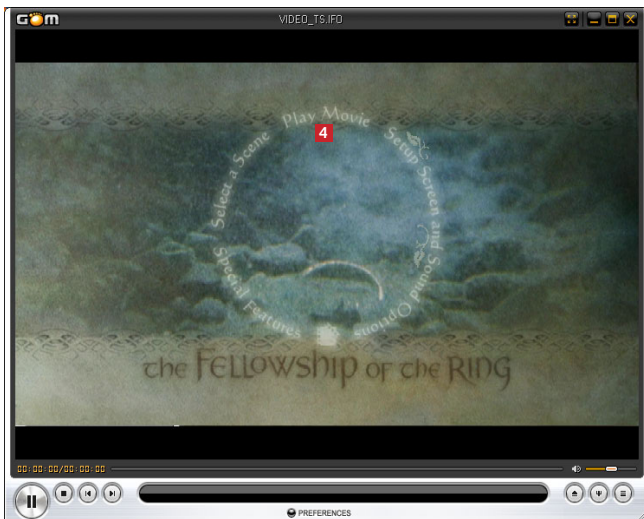 GOM
VIDEO_TS.IFO
Play Movie
4
Select a Scene
Setup Screen and Sound Options
Special Features
the Fellowship of the Ring
00:00:00/00:00:00
PREFERENCES